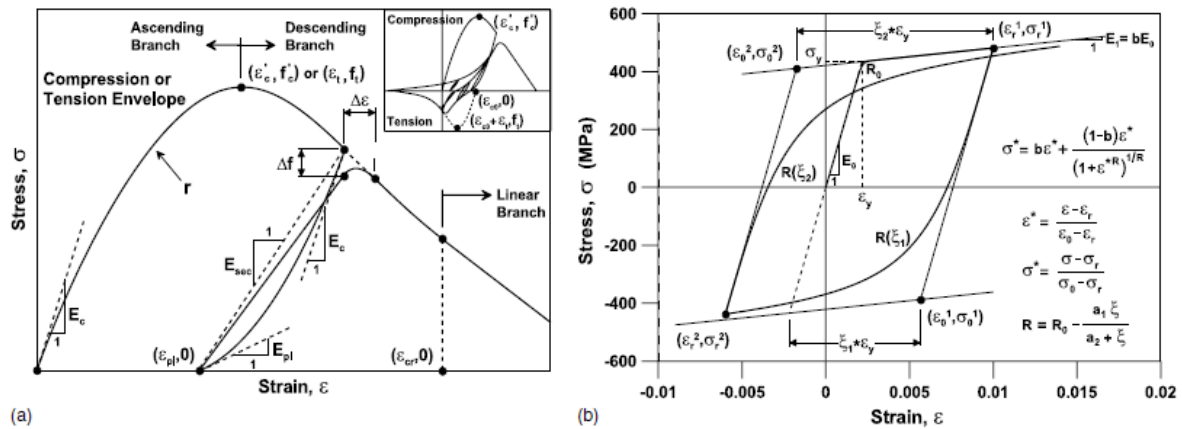 Ascending Branch
Descending Branch
Compression or Tension Envelope
(ε'c, f'c) or (εt, ft)
Compression
(ε'c, f'c)
(εc0, 0)
(εc0+εt, ft)
Tension
Δε
Δf
r
Linear Branch
Esec
1
Ec
1
Ec
1
(εpl,0)
Epl
1
(εcr,0)
Stress, σ
Strain, ε
(a)
600
400
200
0
-200
-400
-600
-0.01
-0.005
0
0.005
0.01
0.015
0.02
Stress, σ (MPa)
Strain, ε
(ε0², σ0²)
ξ2*εy
(εr¹,σr¹)
E1= bE0
1
σy
R0
E0
1
εy
R(ξ2)
R(ξ1)
(εr², σr²)
(ε0¹,σ0¹)
ξ1*εy
σ* = bε* + (1-b)ε* / (1+ε*R)1/R
ε* = ε-εr / ε0-εr
σ* = σ-σr / σ0-σr
R = R0 - a1 ξ / a2 + ξ
(b)